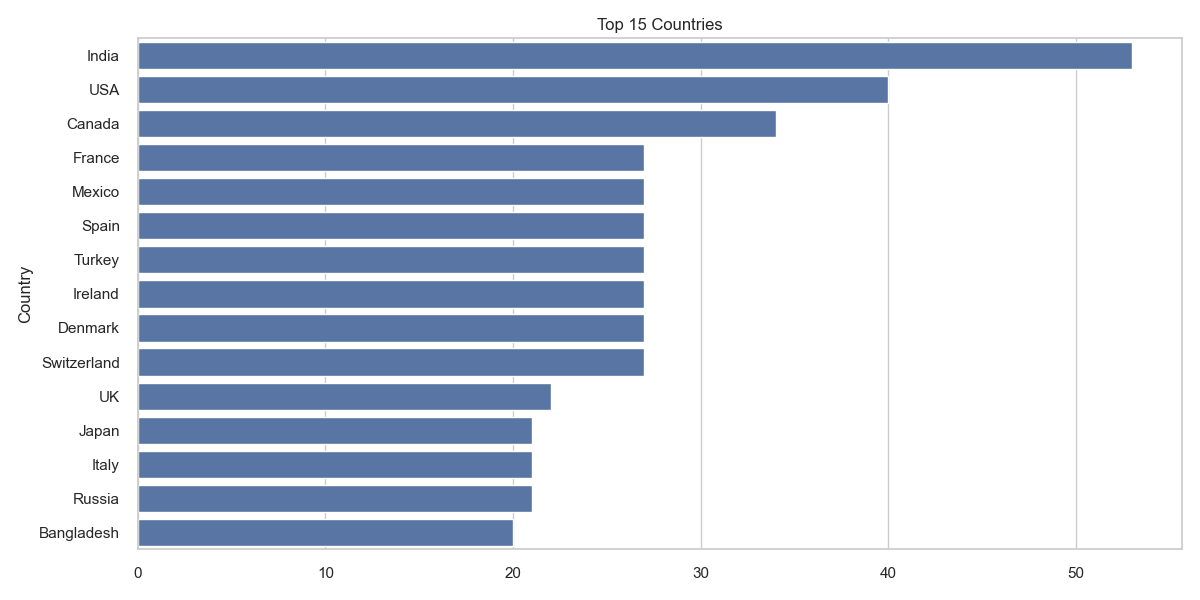 Top 15 Countries
Country
India
USA
Canada
France
Mexico
Spain
Turkey
Ireland
Denmark
Switzerland
UK
Japan
Italy
Russia
Bangladesh
0 10 20 30 40 50